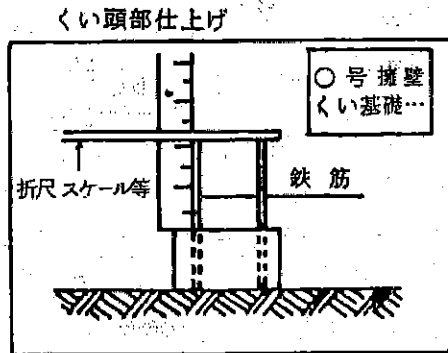 くい頭部仕上げ
○号擁壁
くい基礎…
折尺スケール等
鉄筋